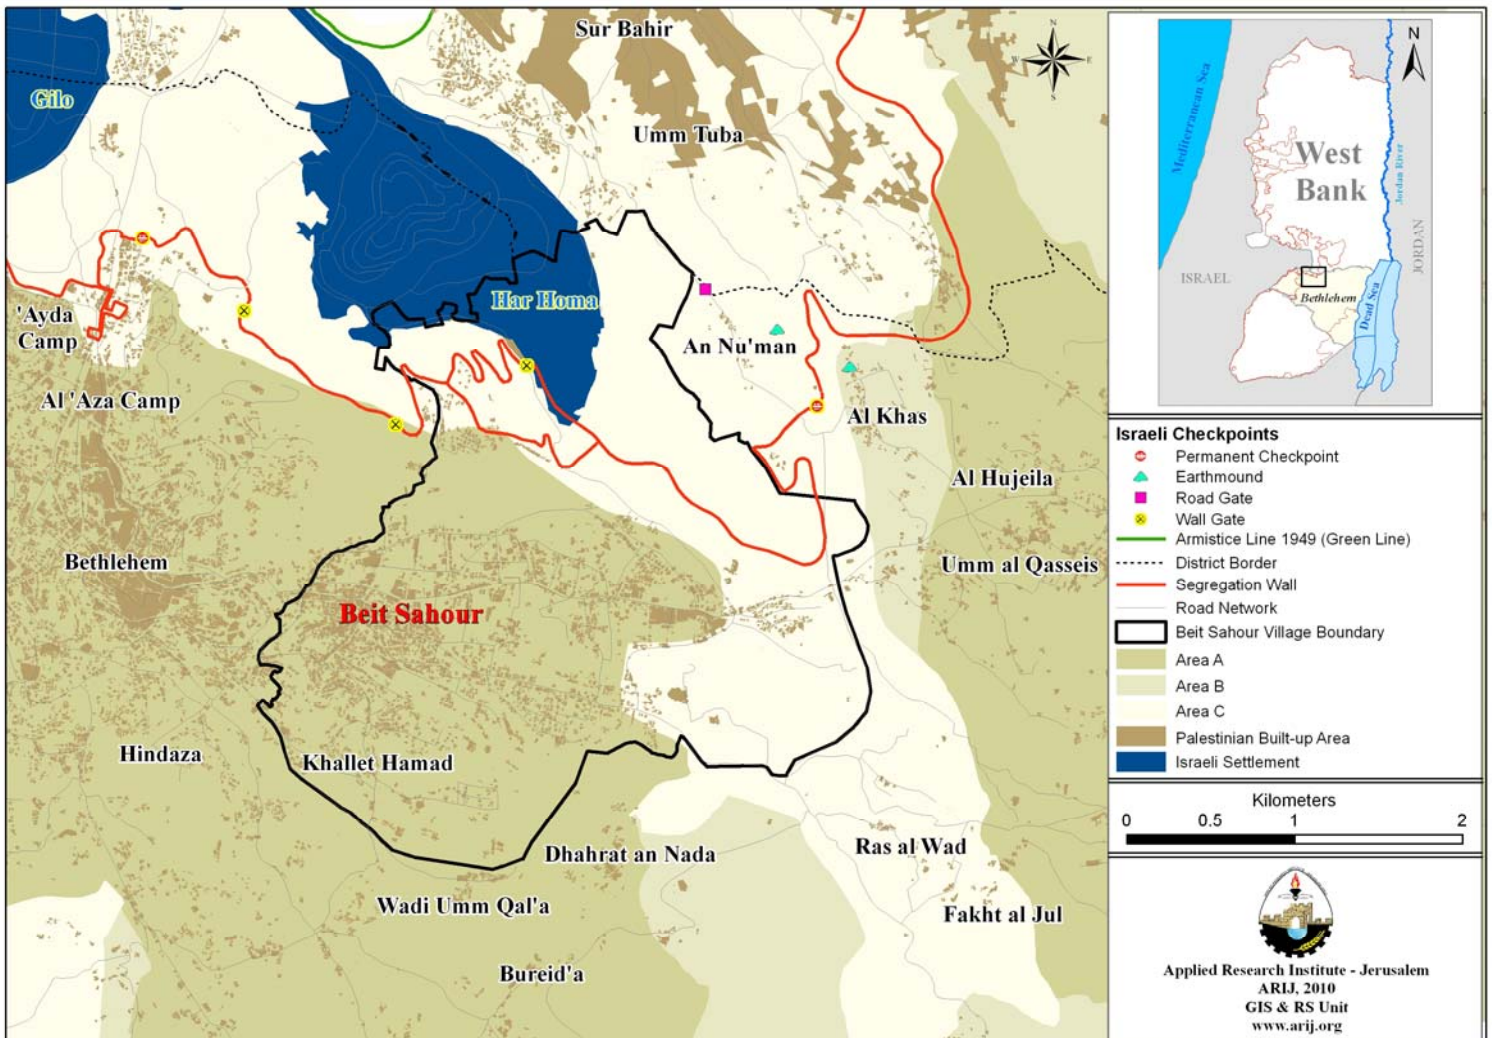 Sur Bahir
N
W
E
S
Gilo
Umm Tuba
Har Homa
'Ayda
Camp
An Nu'man
Al 'Aza Camp
Al Khas
Al Hujeila
Bethlehem
Umm al Qasseis
Beit Sahour
Hindaza
Khallet Hamad
Dhahrat an Nada
Ras al Wad
Wadi Umm Qal'a
Fakht al Jul
Bureid'a
N
Mediterranean Sea
West
Bank
Jordan River
JORDAN
ISRAEL
Bethlehem
Dead Sea
Israeli Checkpoints
Permanent Checkpoint
Earthmound
Road Gate
Wall Gate
Armistice Line 1949 (Green Line)
District Border
Segregation Wall
Road Network
Beit Sahour Village Boundary
Area A
Area B
Area C
Palestinian Built-up Area
Israeli Settlement
Kilometers
0 0.5 1 2
Applied Research Institute - Jerusalem
ARIJ, 2010
GIS & RS Unit
www.arij.org